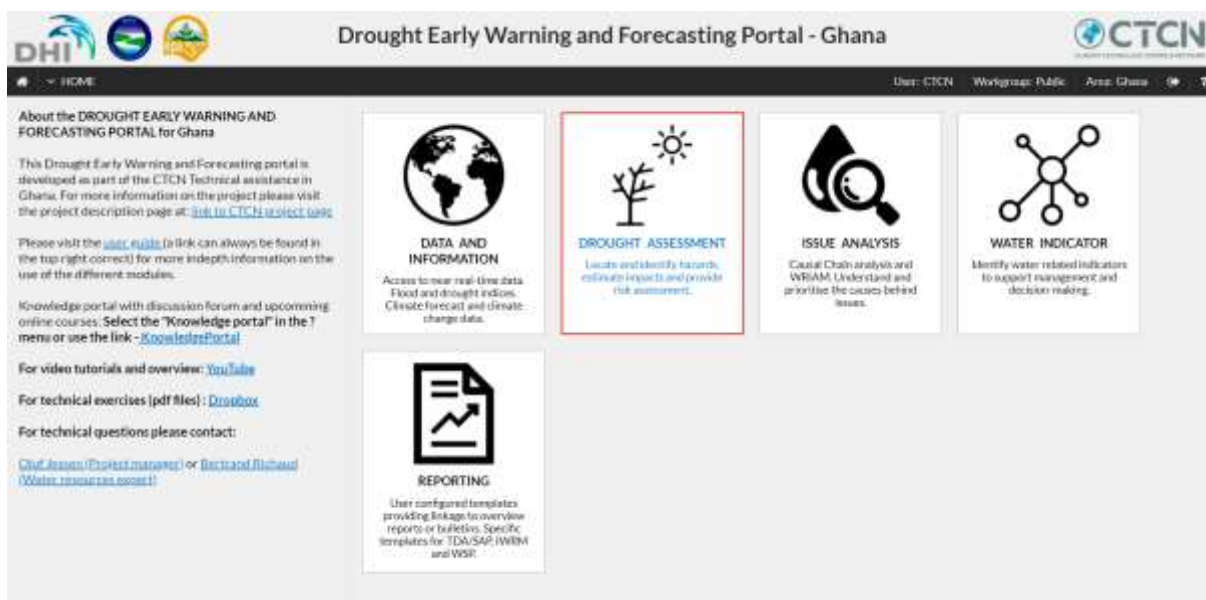 DHI
Drought Early Warning and Forecasting Portal - Ghana
CTCN
HOME
User: CTCN Workgroup: Public Area: Ghana ?
About the DROUGHT EARLY WARNING AND
FORECASTING PORTAL for Ghana
This Drought Early Warning and Forecasting portal is
developed as part of the CTCN Technical assistance in
Ghana. For more information on the project please visit
the project description page at: link to CTCN project page
Please visit the user guide (a link can always be found in
the top right correct) for more indepth information on the
use of the different modules.
Knowledge portal with discussion forum and upcomming
online courses. Select the "Knowledge portal" in the ?
menu or use the link - KnowledgePortal
For video tutorials and overview: YouTube
For technical exercises (pdf files) : Dropbox
For technical questions please contact:
Oluf Jessen (Project manager) or Bertrand Richaud
(Water resources expert)
DATA AND
INFORMATION
Access to near real-time data.
Flood and drought indices.
Climate forecast and climate
change data.
DROUGHT ASSESSMENT
Locate and identify hazards,
estimate impacts and provide
risk assessment.
ISSUE ANALYSIS
Causal Chain analysis and
WRIAM. Understand and
prioritise the causes behind
issues.
WATER INDICATOR
Identify water related indicators
to support management and
decision making.
REPORTING
User configured templates
providing linkage to overview
reports or bulletins. Specific
templates for TDA/SAP, IWRM
and WSP.